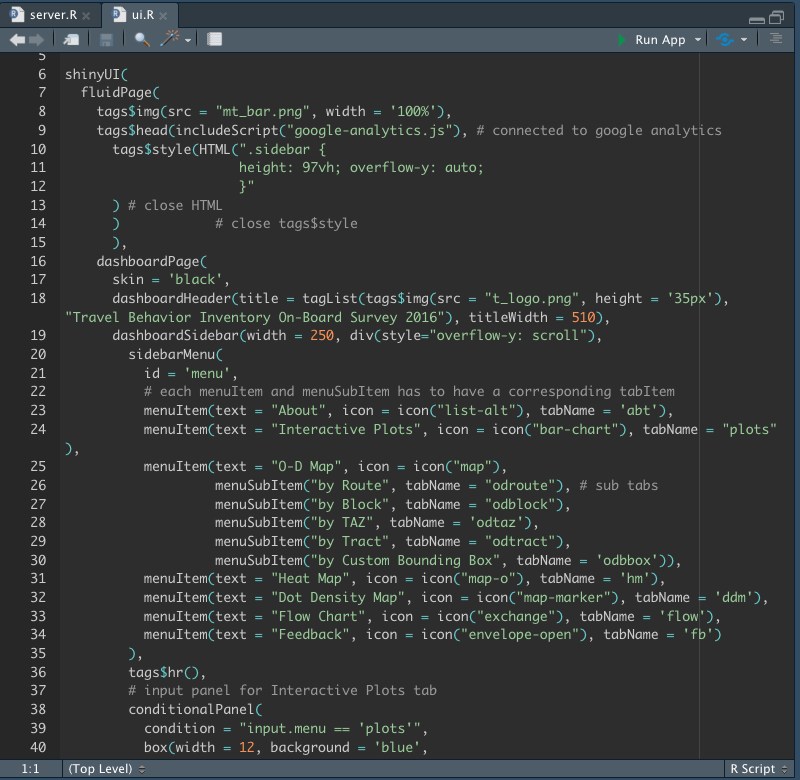 server.R
ui.R
Run App
5
6 shinyUI(
7   fluidPage(
8     tags$img(src = "mt_bar.png", width = '100%'),
9     tags$head(includeScript("google-analytics.js"), # connected to google analytics
10       tags$style(HTML(".sidebar {
11                       height: 97vh; overflow-y: auto;
12                       }"
13       ) # close HTML
14       )            # close tags$style
15       ),
16     dashboardPage(
17       skin = 'black',
18       dashboardHeader(title = tagList(tags$img(src = "t_logo.png", height = '35px'),
"Travel Behavior Inventory On-Board Survey 2016"), titleWidth = 510),
19       dashboardSidebar(width = 250, div(style="overflow-y: scroll"),
20         sidebarMenu(
21           id = 'menu',
22           # each menuItem and menuSubItem has to have a corresponding tabItem
23           menuItem(text = "About", icon = icon("list-alt"), tabName = 'abt'),
24           menuItem(text = "Interactive Plots", icon = icon("bar-chart"), tabName = "plots"
),
25           menuItem(text = "O-D Map", icon = icon("map"),
26                    menuSubItem("by Route", tabName = "odroute"), # sub tabs
27                    menuSubItem("by Block", tabName = "odblock"),
28                    menuSubItem("by TAZ", tabName = 'odtaz'),
29                    menuSubItem("by Tract", tabName = "odtract"),
30                    menuSubItem("by Custom Bounding Box", tabName = 'odbbox')),
31           menuItem(text = "Heat Map", icon = icon("map-o"), tabName = 'hm'),
32           menuItem(text = "Dot Density Map", icon = icon("map-marker"), tabName = 'ddm'),
33           menuItem(text = "Flow Chart", icon = icon("exchange"), tabName = 'flow'),
34           menuItem(text = "Feedback", icon = icon("envelope-open"), tabName = 'fb')
35         ),
36         tags$hr(),
37         # input panel for Interactive Plots tab
38         conditionalPanel(
39           condition = "input.menu == 'plots'",
40           box(width = 12, background = 'blue',
1:1 (Top Level) R Script